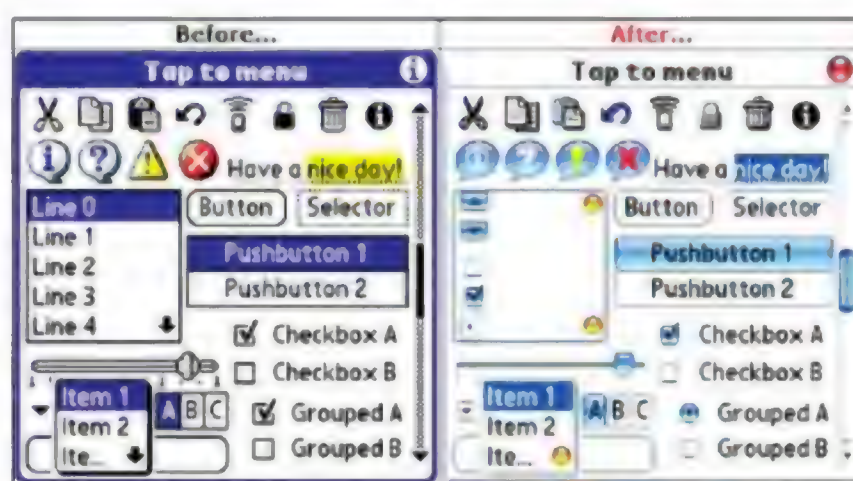 Before...
After...
Tap to menu
Have a nice day!
Line 0
Line 1
Line 2
Line 3
Line 4
Button
Selector
Pushbutton 1
Pushbutton 2
Checkbox A
Checkbox B
Item 1
Item 2
Ite...
A B C
Grouped A
Grouped B
Tap to menu
Have a nice day!
Button
Selector
Pushbutton 1
Pushbutton 2
Checkbox A
Checkbox B
Item 1
Item 2
Ite...
A B C
Grouped A
Grouped B